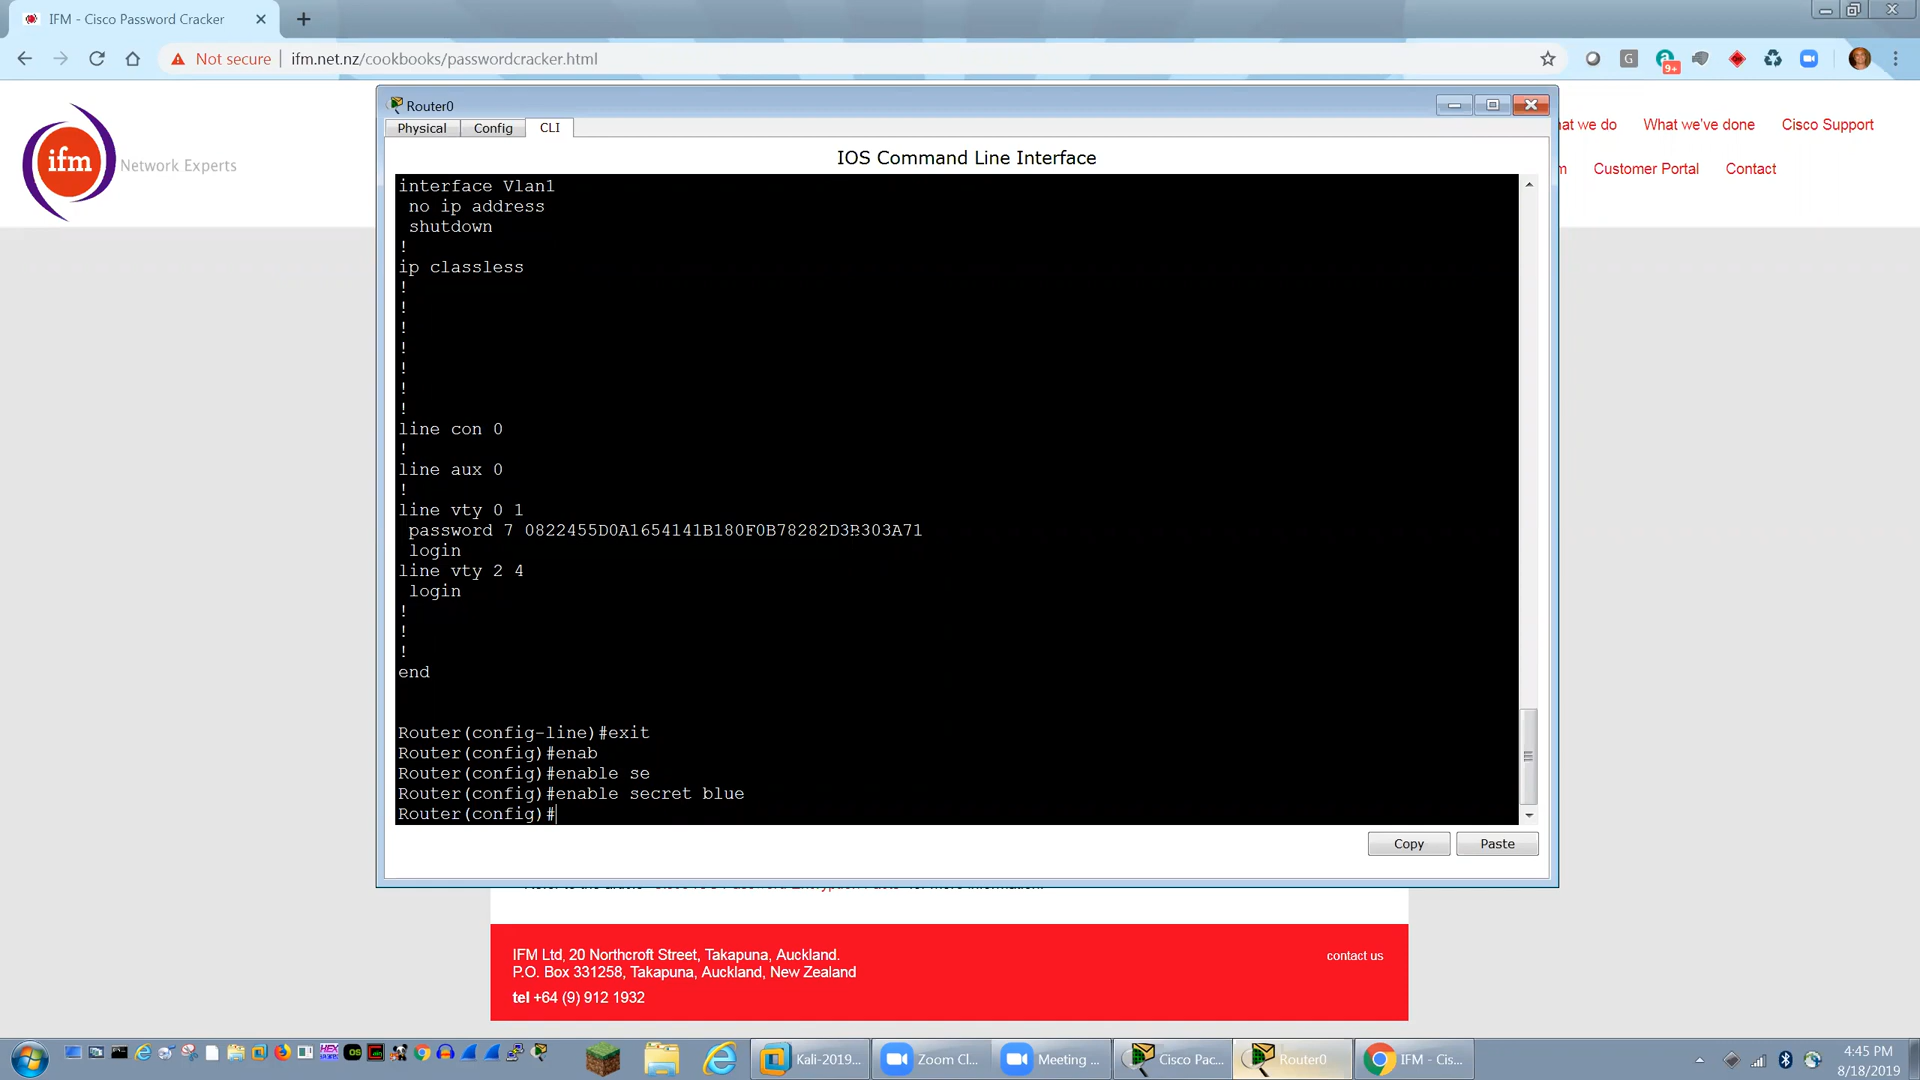 IFM - Cisco Password Cracker
Not secure
ifm.net.nz/cookbooks/passwordcracker.html
G
9+
ifm
Network Experts
at we do
What we've done
Cisco Support
Customer Portal
Contact
Router0
Physical
Config
CLI
IOS Command Line Interface
interface Vlan1
no ip address
shutdown
!
ip classless
!
!
!
!
!
!
!
line con 0
!
line aux 0
!
line vty 0 1
password 7 0822455D0A1654141B180F0B78282D3B303A71
login
line vty 2 4
login
!
!
!
end
Router(config-line)#exit
Router(config)#enab
Router(config)#enable se
Router(config)#enable secret blue
Router(config)#
Copy
Paste
IFM Ltd, 20 Northcroft Street, Takapuna, Auckland.
P.O. Box 331258, Takapuna, Auckland, New Zealand
tel +64 (9) 912 1932
contact us
Kali-2019...
Zoom Cl...
Meeting ...
Cisco Pac...
Router0
IFM - Cis...
4:45 PM
8/18/2019